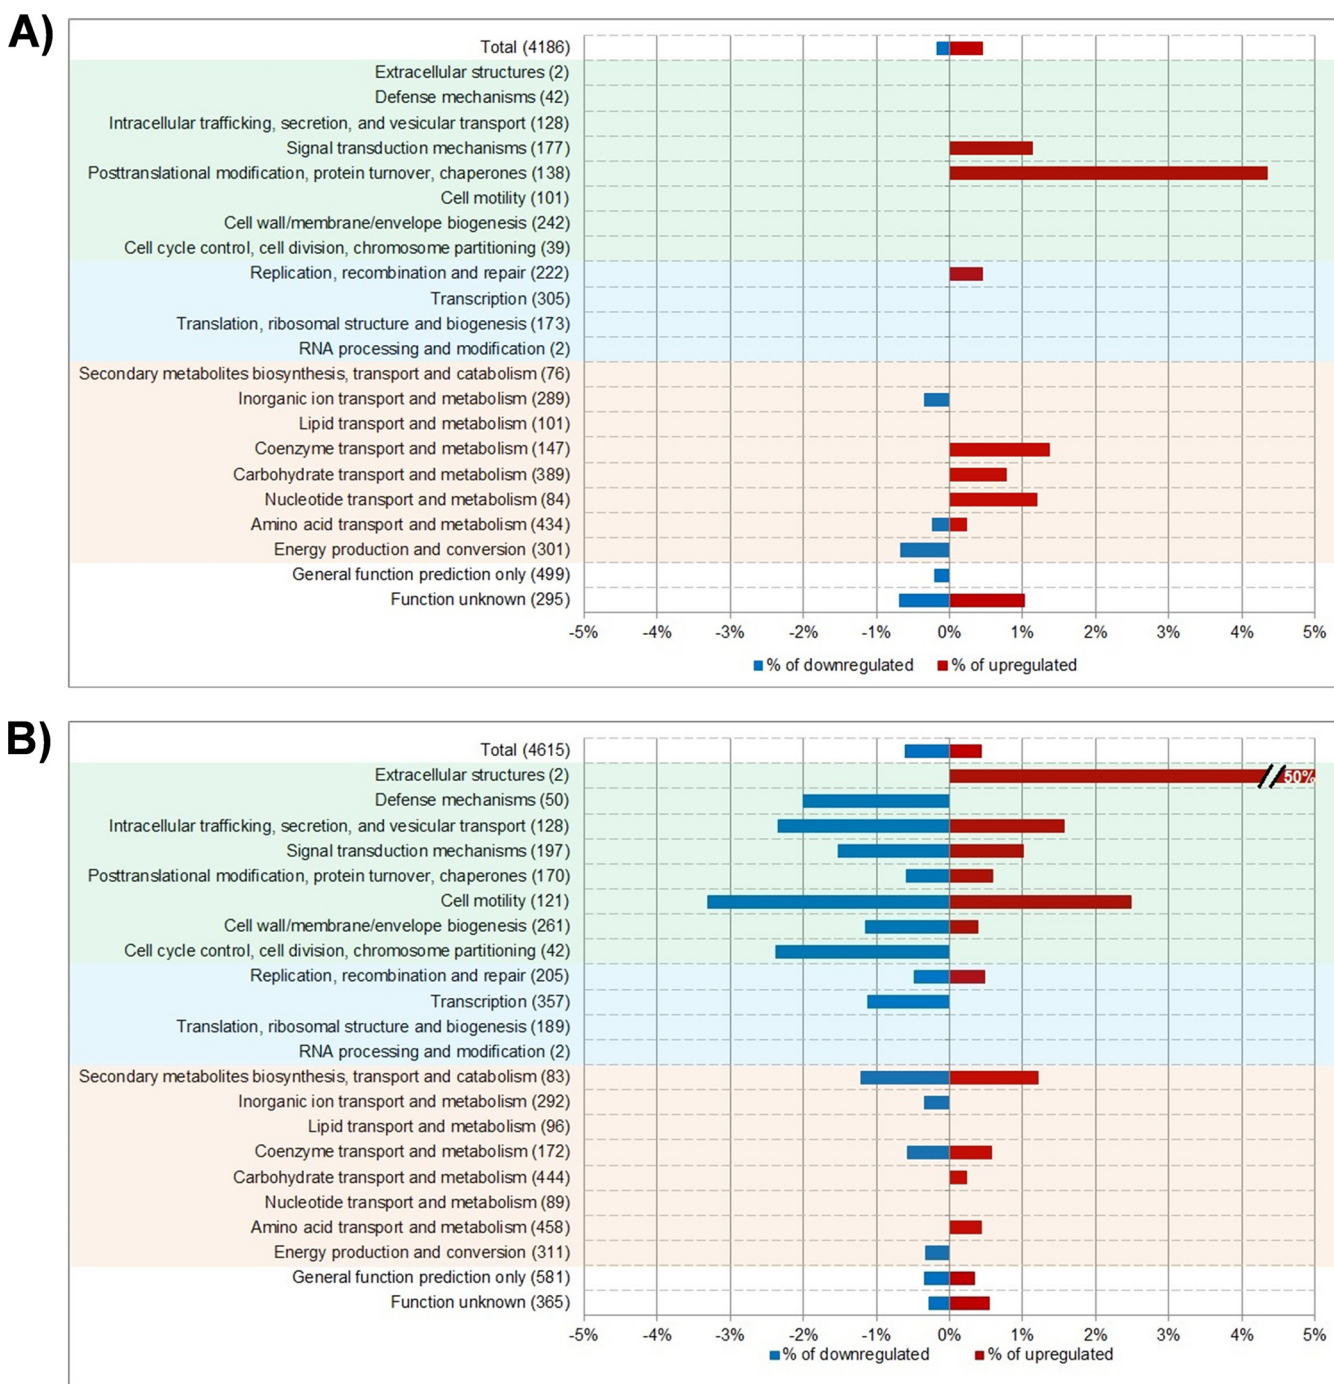 A)
Total (4186)
Extracellular structures (2)
Defense mechanisms (42)
Intracellular trafficking, secretion, and vesicular transport (128)
Signal transduction mechanisms (177)
Posttranslational modification, protein turnover, chaperones (138)
Cell motility (101)
Cell wall/membrane/envelope biogenesis (242)
Cell cycle control, cell division, chromosome partitioning (39)
Replication, recombination and repair (222)
Transcription (305)
Translation, ribosomal structure and biogenesis (173)
RNA processing and modification (2)
Secondary metabolites biosynthesis, transport and catabolism (76)
Inorganic ion transport and metabolism (289)
Lipid transport and metabolism (101)
Coenzyme transport and metabolism (147)
Carbohydrate transport and metabolism (389)
Nucleotide transport and metabolism (84)
Amino acid transport and metabolism (434)
Energy production and conversion (301)
General function prediction only (499)
Function unknown (295)
-5% -4% -3% -2% -1% 0% 1% 2% 3% 4% 5%
% of downregulated % of upregulated
B)
Total (4615)
Extracellular structures (2) 50%
Defense mechanisms (50)
Intracellular trafficking, secretion, and vesicular transport (128)
Signal transduction mechanisms (197)
Posttranslational modification, protein turnover, chaperones (170)
Cell motility (121)
Cell wall/membrane/envelope biogenesis (261)
Cell cycle control, cell division, chromosome partitioning (42)
Replication, recombination and repair (205)
Transcription (357)
Translation, ribosomal structure and biogenesis (189)
RNA processing and modification (2)
Secondary metabolites biosynthesis, transport and catabolism (83)
Inorganic ion transport and metabolism (292)
Lipid transport and metabolism (96)
Coenzyme transport and metabolism (172)
Carbohydrate transport and metabolism (444)
Nucleotide transport and metabolism (89)
Amino acid transport and metabolism (458)
Energy production and conversion (311)
General function prediction only (581)
Function unknown (365)
-5% -4% -3% -2% -1% 0% 1% 2% 3% 4% 5%
% of downregulated % of upregulated